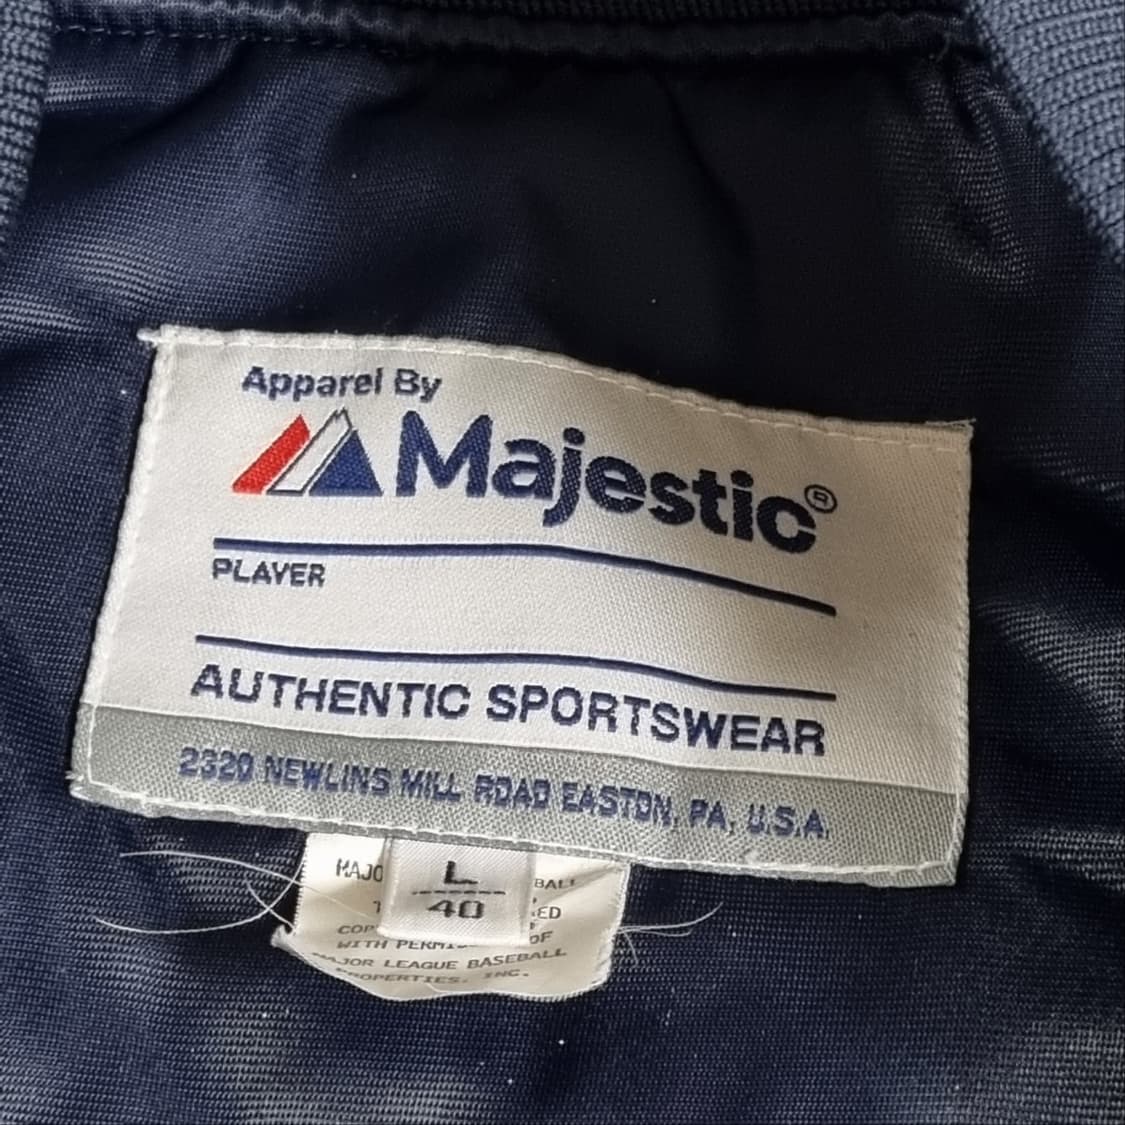 Apparel By
Majestic®
PLAYER
AUTHENTIC SPORTSWEAR
2320 NEWLINS MILL ROAD EASTON, PA, U.S.A.
L
40
WITH OF
MAJOR LEAGUE BASEBALL
PROPERTIES. INC.